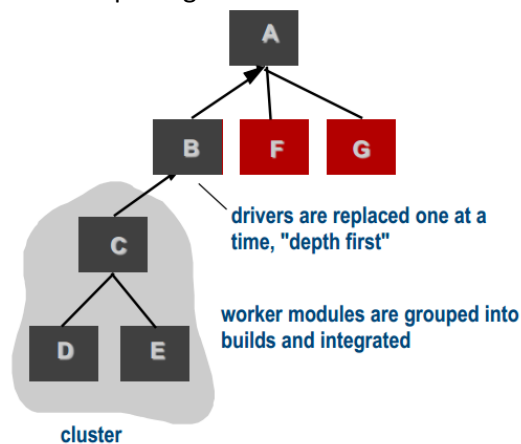 A
B
F
G
drivers are replaced one at a
time, "depth first"
C
worker modules are grouped into
builds and integrated
D
E
cluster